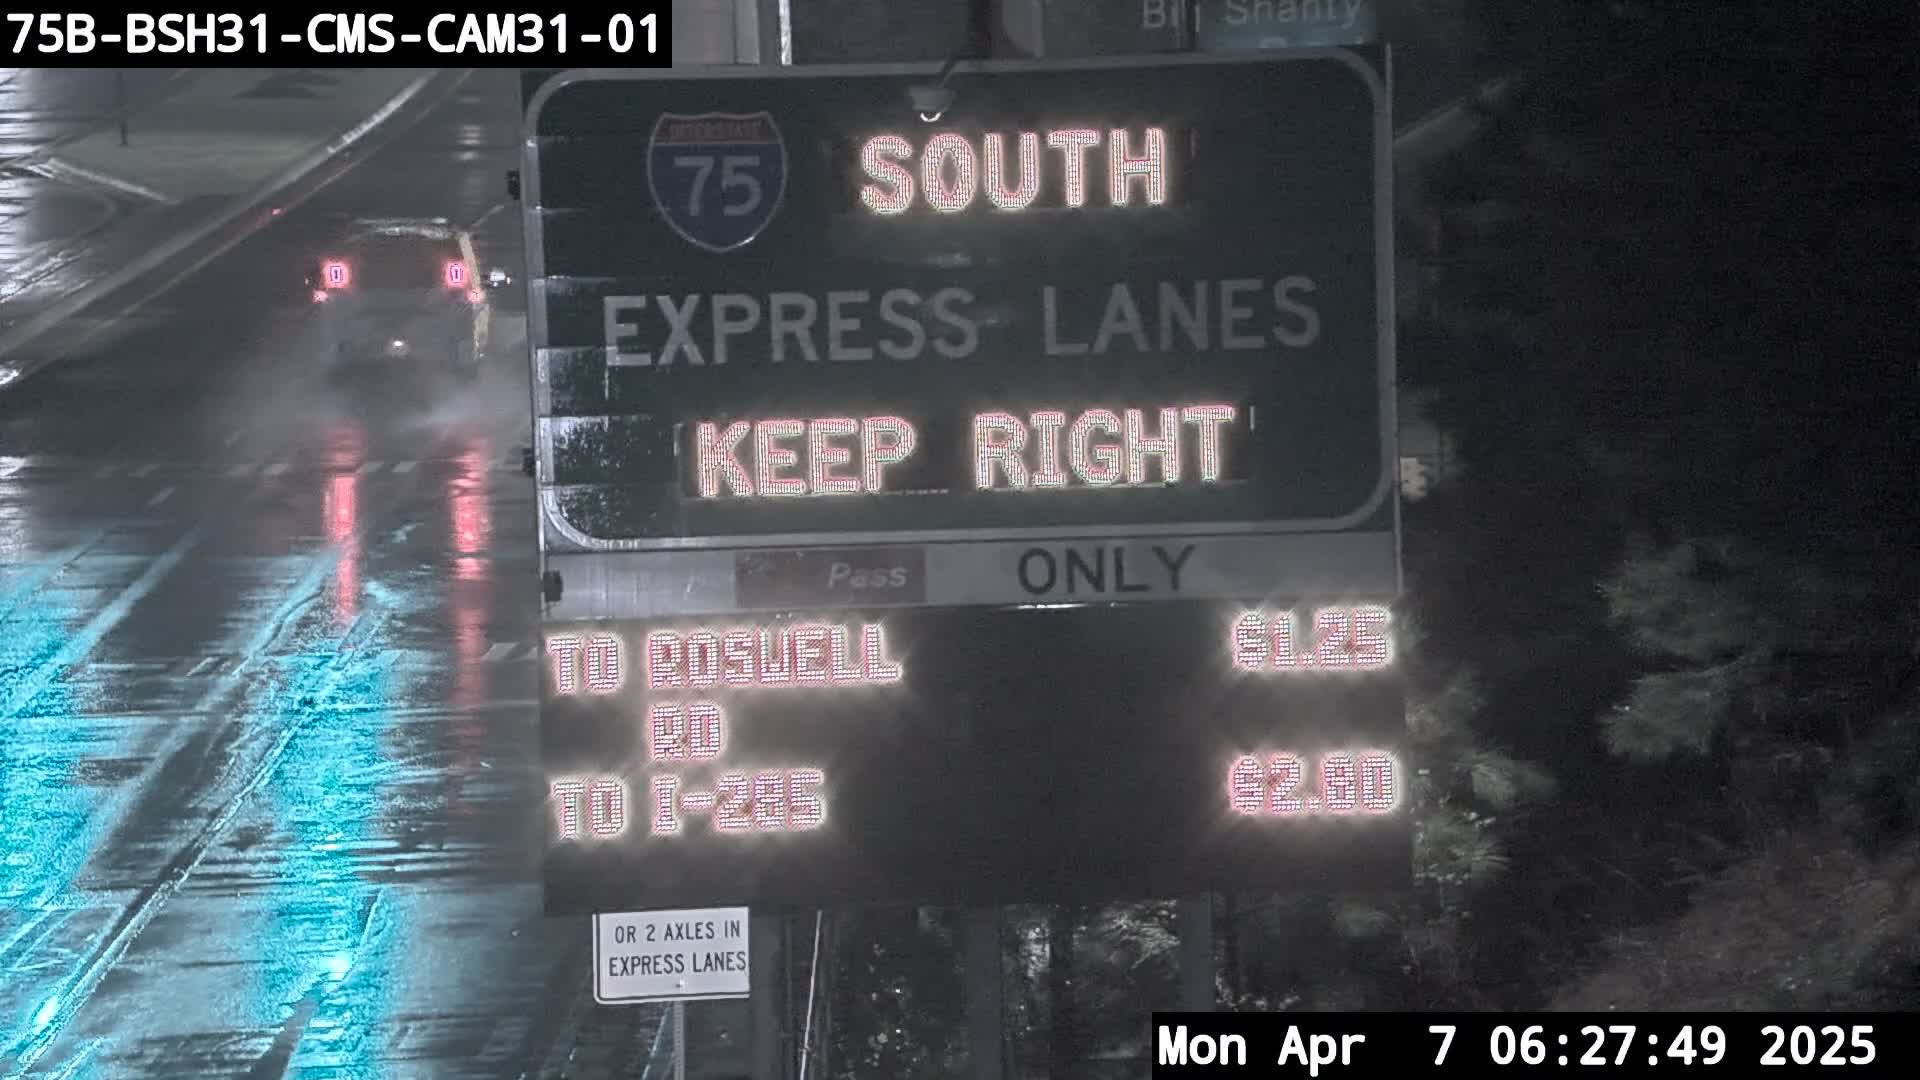 75B-BSH31-CMS-CAM31-01
Shanty
INTERSTATE
75
SOUTH
EXPRESS LANES
KEEP RIGHT
Pass ONLY
TO ROSWELL $1.25
RD
TO I-285 $2.80
OR 2 AXLES IN
EXPRESS LANES
Mon Apr 7 06:27:49 2025